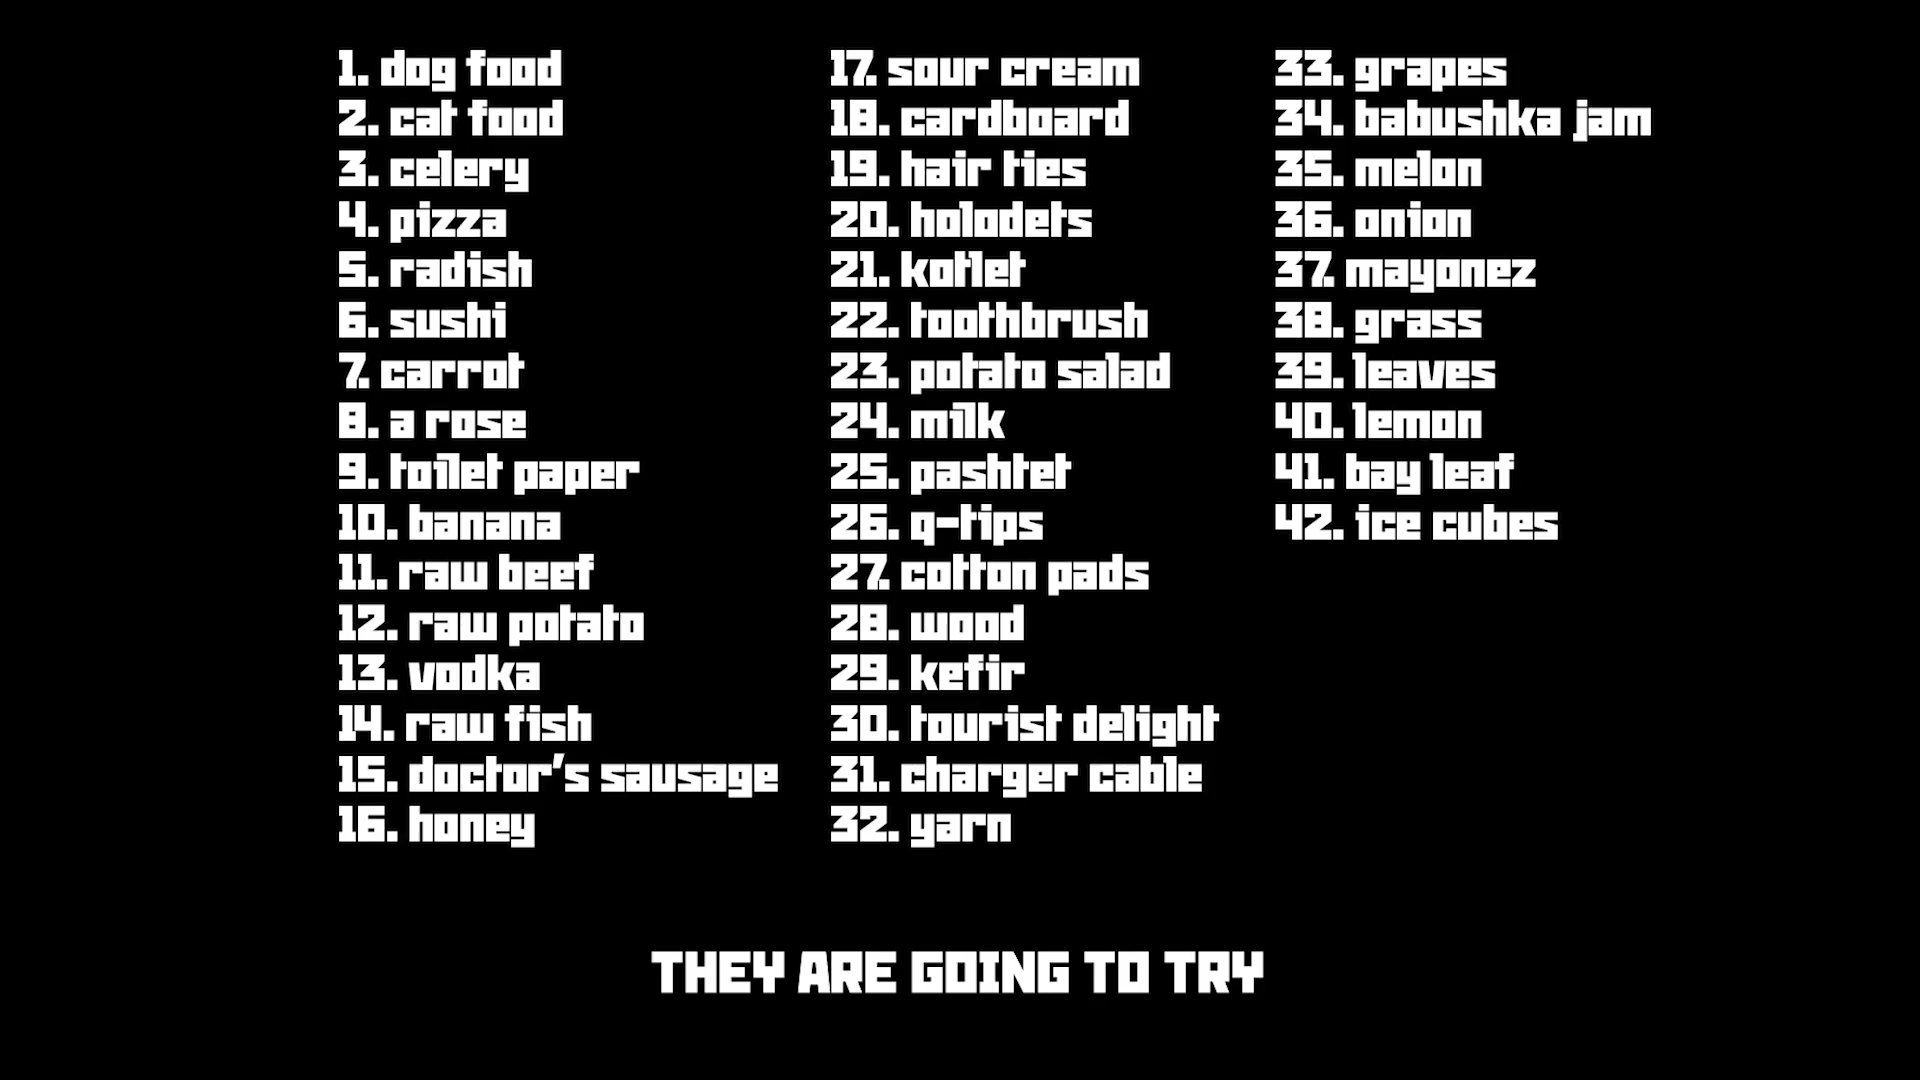 1. dog food
2. cat food
3. celery
4. pizza
5. radish
6. sushi
7. carrot
8. a rose
9. toilet paper
10. banana
11. raw beef
12. raw potato
13. vodka
14. raw fish
15. doctor's sausage
16. honey
17. sour cream
18. cardboard
19. hair ties
20. holodets
21. kotlet
22. toothbrush
23. potato salad
24. milk
25. pashtet
26. q-tips
27. cotton pads
28. wood
29. kefir
30. tourist delight
31. charger cable
32. yarn
33. grapes
34. babushka jam
35. melon
36. onion
37. mayonez
38. grass
39. leaves
40. lemon
41. bay leaf
42. ice cubes
THEY ARE GOING TO TRY